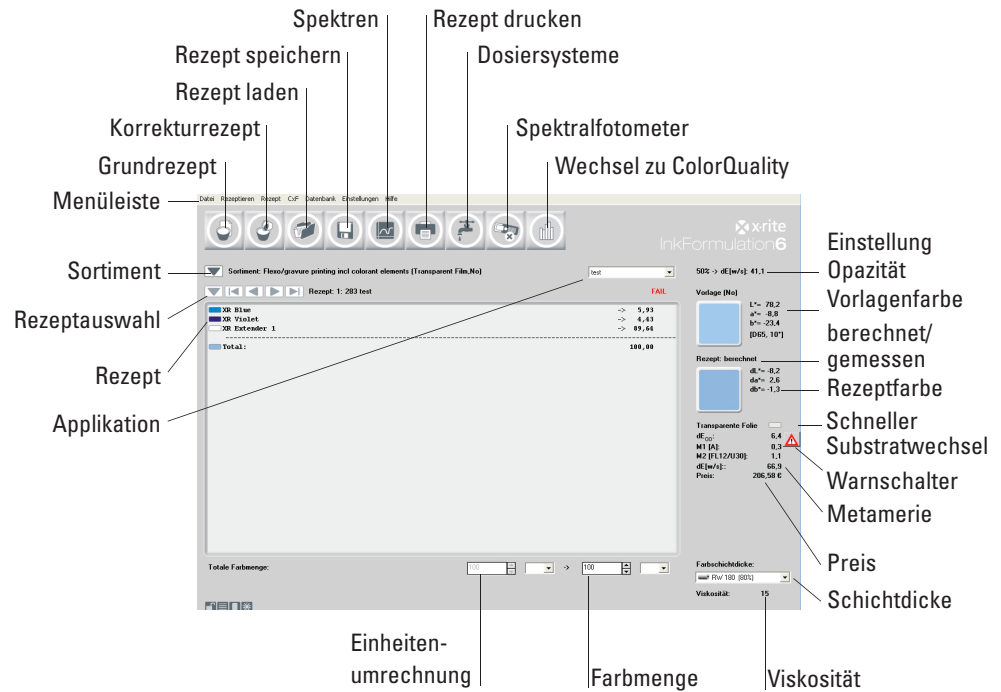 Spektren
Rezept drucken
Rezept speichern
Dosiersysteme
Rezept laden
Korrekturrezept
Spektralfotometer
Grundrezept
Wechsel zu ColorQuality
Menüleiste
Datei Rezeptieren Rezept CxF Datenbank Einstellungen Hilfe
x·rite
InkFormulation6
Sortiment
Sortiment: Flexo/gravure printing incl colorant elements (Transparent Film,No)
test
50% -> dE[w/s]: 41,1
Einstellung
Opazität
Rezeptauswahl
Rezept: 1: 283 test
FAIL
Vorlage (No)
Vorlagenfarbe
XR Blue -> 5,93
XR Violet -> 4,43
XR Extender 1 -> 89,64
Total: 100,00
L*= 78,2
a*= -8,8
b*= -23,4
[D65, 10°]
berechnet/
gemessen
Rezept
Rezept: berechnet
dL*= -8,2
da*= 2,6
db*= -1,3
Rezeptfarbe
Applikation
Transparente Folie
Schneller
Substratwechsel
dE CD: 6,4
M1 [A]: 0,3
M2 [FL12/U30]: 1,1
dE[w/s]:: 66,9
Preis: 206,58 €
Warnschalter
Metamerie
Preis
Totale Farbmenge: 100 -> 100
Farbschichtdicke:
RW 180 (80%)
Schichtdicke
Viskosität: 15
Einheiten-
umrechnung
Farbmenge
Viskosität